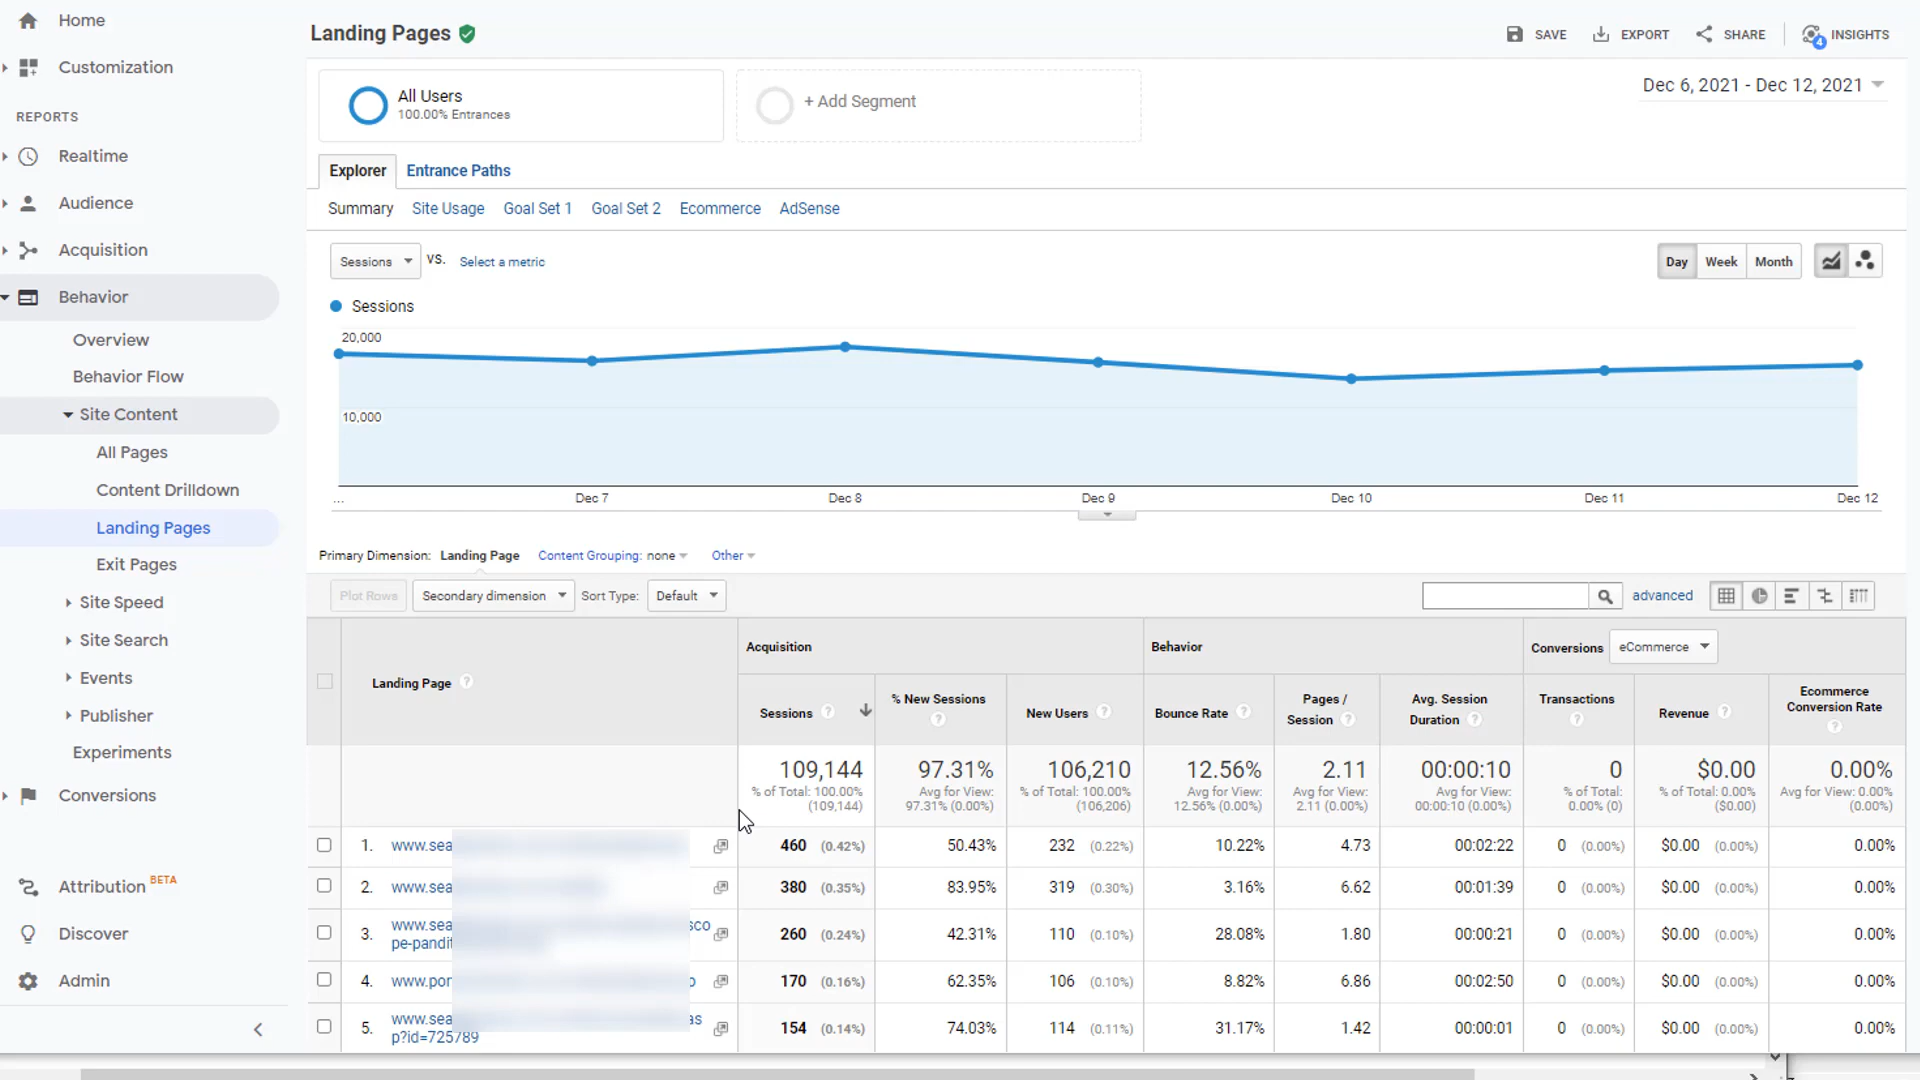 Home
Customization
REPORTS
Realtime
Audience
Acquisition
Behavior
Overview
Behavior Flow
Site Content
All Pages
Content Drilldown
Landing Pages
Exit Pages
Site Speed
Site Search
Events
Publisher
Experiments
Conversions
Attribution BETA
Discover
Admin
Landing Pages
SAVE EXPORT SHARE 4 INSIGHTS
All Users
100.00% Entrances
+ Add Segment
Dec 6, 2021 - Dec 12, 2021
Explorer Entrance Paths
Summary Site Usage Goal Set 1 Goal Set 2 Ecommerce AdSense
Sessions VS. Select a metric
Day Week Month
Sessions
20,000
10,000
... Dec 7 Dec 8 Dec 9 Dec 10 Dec 11 Dec 12
Primary Dimension: Landing Page Content Grouping: none Other
Plot Rows Secondary dimension Sort Type: Default advanced
Acquisition Behavior Conversions eCommerce
Landing Page ? Sessions ? % New Sessions ? New Users ? Bounce Rate ? Pages / Session ? Avg. Session Duration ? Transactions ? Revenue ? Ecommerce Conversion Rate ?
109,144 97.31% 106,210 12.56% 2.11 00:00:10 0 $0.00 0.00%
% of Total: 100.00% Avg for View: % of Total: 100.00% Avg for View: Avg for View: Avg for View: % of Total: % of Total: 0.00% Avg for View: 0.00%
(109,144) 97.31% (0.00%) (106,206) 12.56% (0.00%) 2.11 (0.00%) 00:00:10 (0.00%) 0.00% (0) ($0.00) (0.00%)
1. www.sea 460 (0.42%) 50.43% 232 (0.22%) 10.22% 4.73 00:02:22 0 (0.00%) $0.00 (0.00%) 0.00%
2. www.sea 380 (0.35%) 83.95% 319 (0.30%) 3.16% 6.62 00:01:39 0 (0.00%) $0.00 (0.00%) 0.00%
3. www.sea sco
pe-pandit 260 (0.24%) 42.31% 110 (0.10%) 28.08% 1.80 00:00:21 0 (0.00%) $0.00 (0.00%) 0.00%
4. www.por o 170 (0.16%) 62.35% 106 (0.10%) 8.82% 6.86 00:02:50 0 (0.00%) $0.00 (0.00%) 0.00%
5. www.sea as
p?id=725789 154 (0.14%) 74.03% 114 (0.11%) 31.17% 1.42 00:00:01 0 (0.00%) $0.00 (0.00%) 0.00%